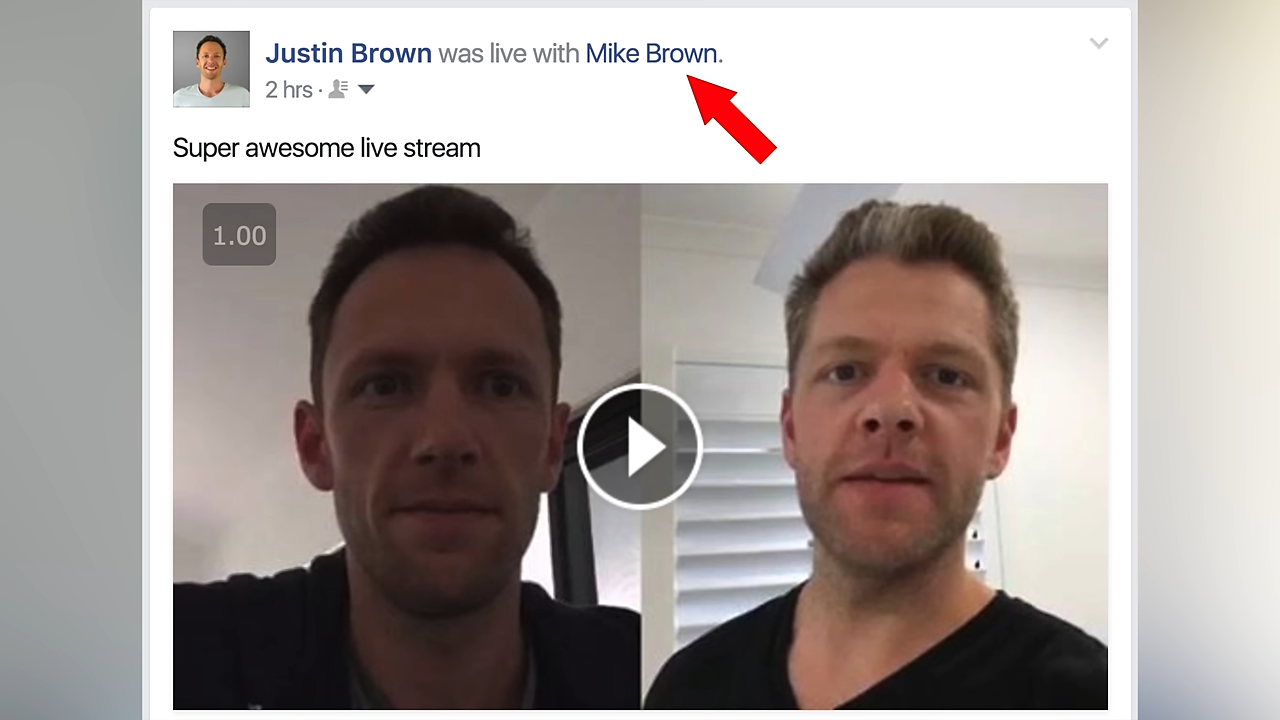 Justin Brown was live with Mike Brown.
2 hrs ·
Super awesome live stream
1.00